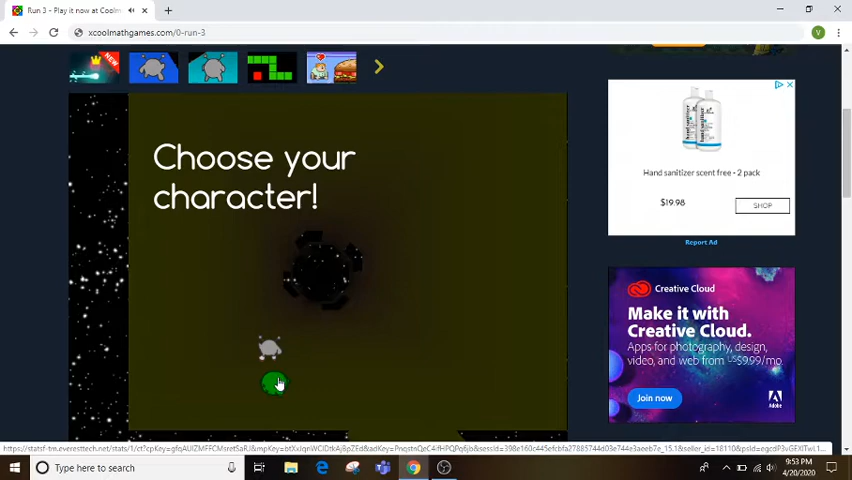 Run 3 - Play it now at Coolm
V
xcoolmathgames.com/0-run-3
NEW
Choose your
character!
Hand sanitizer scent free - 2 pack
$19.98
SHOP
Report Ad
Creative Cloud
Make it with
Creative Cloud.
Apps for photography, design,
video, and web from US$9.99/mo.
Join now
Adobe
Type here to search
9:53 PM
4/20/2020